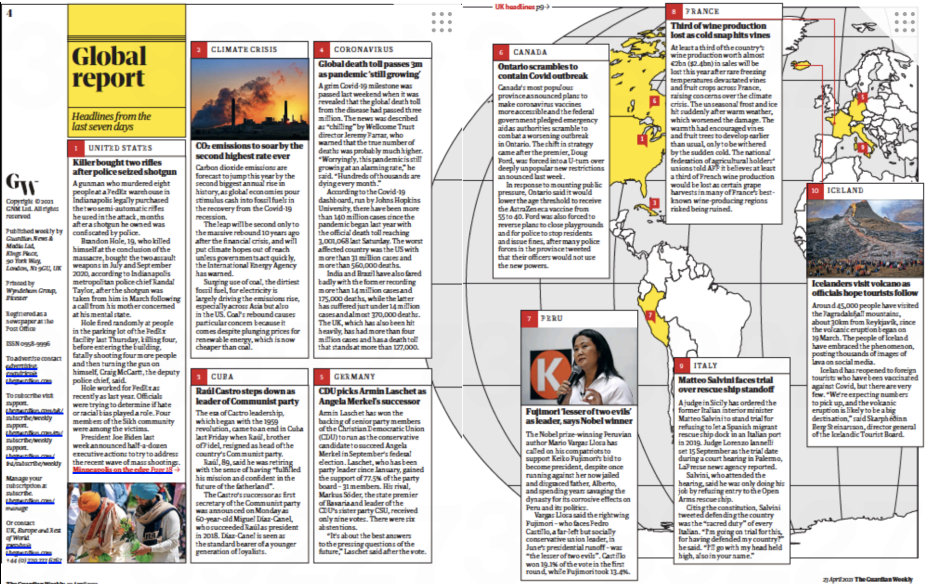 4
Global
report
Headlines from the
last seven days
GW
Copyright © 2021
GNM Ltd. All rights
reserved
Published weekly by
Guardian News &
Media Ltd,
Kings Place,
90 York Way,
London, N1 9GU, UK
Printed by
Wyndeham Group,
Bicester
Registered as a
newspaper at the
Post Office
ISSN 0958-9996
To advertise contact
advertising.
enquiries@
theguardian.com
To subscribe visit
support.
theguardian.com/uk/
subscribe/weekly
support.
theguardian.com/
int/subscribe/weekly
Manage your
subscription at
subscribe.
theguardian.com/
manage
Or contact
UK, Europe and Rest
of World
gwsubs@
theguardian.com
+44 (0)
1 UNITED STATES
Killer bought two rifles
after police seized shotgun
A gunman who murdered eight
people at a FedEx warehouse in
Indianapolis legally purchased
the two semi-automatic rifles
he used in the attack, months
after a shotgun he owned was
confiscated by police.
Brandon Hole, 19, who killed
himself at the conclusion of the
massacre, bought the two assault
weapons in July and September
2020, according to Indianapolis
metropolitan police chief Randal
Taylor, after the shotgun was
taken from him in March following
a call from his mother concerned
at his mental state.
Hole fired randomly at people
in the parking lot of the FedEx
facility last Thursday, killing four,
before entering the building,
fatally shooting four more people
and then turning the gun on
himself, Craig McCartt, the deputy
police chief, said.
Hole worked for FedEx as
recently as last year. Officials
were trying to determine if hate
or racial bias played a role. Four
members of the Sikh community
were among the victims.
President Joe Biden last
week announced half-a-dozen
executive actions to try to address
the recent wave of mass shootings.
Minneapolis on the edge Page 18 →
2 CLIMATE CRISIS
CO2 emissions to soar by the
second highest rate ever
Carbon dioxide emissions are
forecast to jump this year by the
second biggest annual rise in
history, as global economies pour
stimulus cash into fossil fuels in
the recovery from the Covid-19
recession.
The leap will be second only to
the massive rebound 10 years ago
after the financial crisis, and will
put climate hopes out of reach
unless governments act quickly,
the International Energy Agency
has warned.
Surging use of coal, the dirtiest
fossil fuel, for electricity is
largely driving the emissions rise,
especially across Asia but also
in the US. Coal's rebound causes
particular concern because it
comes despite plunging prices for
renewable energy, which is now
cheaper than coal.
3 CUBA
Raúl Castro steps down as
leader of Communist party
The era of Castro leadership,
which began with the 1959
revolution, came to an end in Cuba
last Friday when Raúl, brother
of Fidel, resigned as head of the
country's Communist party.
Raúl, 89, said he was retiring
with the sense of having "fulfilled
his mission and confident in
the future of the fatherland".
The Castro's successor as first
secretary of the Communist party
was announced on Monday as
60-year-old Miguel Díaz-Canel,
who succeeded Raúl as president
in 2018. Díaz-Canel is seen as
the standard bearer of a younger
generation of loyalists.
4 CORONAVIRUS
Global death toll passes 3m
as pandemic 'still growing'
A grim Covid-19 milestone was
passed last weekend when it was
revealed that the global death toll
from the disease had passed three
million. The news was described
as "chilling" by Wellcome Trust
director Jeremy Farrar, who
warned that the true number of
deaths was probably much higher.
"Worryingly, this pandemic is still
growing at an alarming rate," he
said. "Hundreds of thousands are
dying every month."
According to the Covid-19
dashboard, run by Johns Hopkins
University, there have been
more than 140 million cases since the
pandemic began last year with
the official death toll reaching
3,001,068 last Saturday. The worst
affected country was the US with
more than 31 million cases and
more than 560,000 deaths.
India and Brazil have also fared
badly with the former recording
more than 14 million cases and
175,000 deaths, while the latter
has suffered just under 14 million
cases and almost 370,000 deaths.
The UK, which has also been hit
heavily, has had more than four
million cases and has a death toll
that stands at more than 127,000.
5 GERMANY
CDU picks Armin Laschet as
Angela Merkel's successor
Armin Laschet has won the
backing of senior party members
of the Christian Democratic Union
(CDU) to run as the conservative
candidate to succeed Angela
Merkel in September's federal
election. Laschet, who has been
party leader since January, gained
the support of 77.5% of the party
board – 31 members. His rival,
Markus Söder, the state premier
of Bavaria and leader of the
CDU's sister party CSU, received
only nine votes. There were six
abstentions.
"It's about the best answers
to the pressing questions of the
future," Laschet said after the vote.
UK headlines p9 →
6 CANADA
Ontario scrambles to
contain Covid outbreak
Canada's most populous
province announced plans to
make coronavirus vaccines
more accessible and the federal
government pledged emergency
aid as authorities scramble to
combat a worsening outbreak
in Ontario. The shift in strategy
came after the premier, Doug
Ford, was forced into a U-turn over
deeply unpopular new restrictions
announced last week.
In response to mounting public
pressure, Ontario said it would
lower the age threshold to receive
the AstraZeneca vaccine from
55 to 40. Ford was also forced to
reverse plans to close playgrounds
and for police to stop residents
and issue fines, after many police
forces in the province tweeted
that their officers would not use
the new powers.
7 PERU
Fujimori 'lesser of two evils'
as leader, says Nobel winner
The Nobel prize-winning Peruvian
author Mario Vargas Llosa has
called on his compatriots to
support Keiko Fujimori's bid to
become president, despite once
running against her now jailed
and disgraced father, Alberto,
and spending years savaging the
dynasty for its corrosive effects on
Peru and its politics.
Vargas Llosa said the rightwing
Fujimori – who faces Pedro
Castillo, a far-left but socially
conservative union leader, in
June's presidential runoff – was
"the lesser of two evils". Castillo
won 19.1% of the vote in the first
round, while Fujimori took 13.4%.
8 FRANCE
Third of wine production
lost as cold snap hits vines
At least a third of the country's
wine production worth almost
€2bn ($2.4bn) in sales will be
lost this year after rare freezing
temperatures devastated vines
and fruit crops across France,
raising concerns over the climate
crisis. The unseasonal frost and ice
hit suddenly after warm weather,
which worsened the damage. The
warmth had encouraged vines
and fruit trees to develop earlier
than usual, only to be withered
by the sudden cold. The national
federation of agricultural holders'
unions told AFP it believes at least
a third of French wine production
would be lost as certain grape
harvests in many of France's best-
known wine-producing regions
risked being ruined.
9 ITALY
Matteo Salvini faces trial
over rescue ship standoff
A judge in Sicily has ordered the
former Italian interior minister
Matteo Salvini to stand trial for
refusing to let a Spanish migrant
rescue ship dock in an Italian port
in 2019. Judge Lorenzo Iannelli
set 15 September as the trial date
during a court hearing in Palermo,
LaPresse news agency reported.
Salvini, who attended the
hearing, said he was only doing his
job by refusing entry to the Open
Arms rescue ship.
Citing the constitution, Salvini
tweeted defending the country
was the "sacred duty" of every
Italian. "I'm going on trial for this,
for having defended my country?"
he said. "I'll go with my head held
high, also in your name."
10 ICELAND
Icelanders visit volcano as
officials hope tourists follow
Around 45,000 people have visited
the Fagradalsfjall mountains,
about 30km from Reykjavik, since
the volcanic eruption began on
19 March. The people of Iceland
have embraced the phenomenon,
posting thousands of images of
lava on social media.
Iceland has reopened to foreign
tourists who have been vaccinated
against Covid, but there are very
few. "We're expecting numbers
to pick up, and the volcanic
eruption is likely to be a big
destination," said Skarphéðinn
Berg Steinarsson, director general
of the Icelandic Tourist Board.
6
1
3
7
5
9
K
23 April 2021 The Guardian Weekly